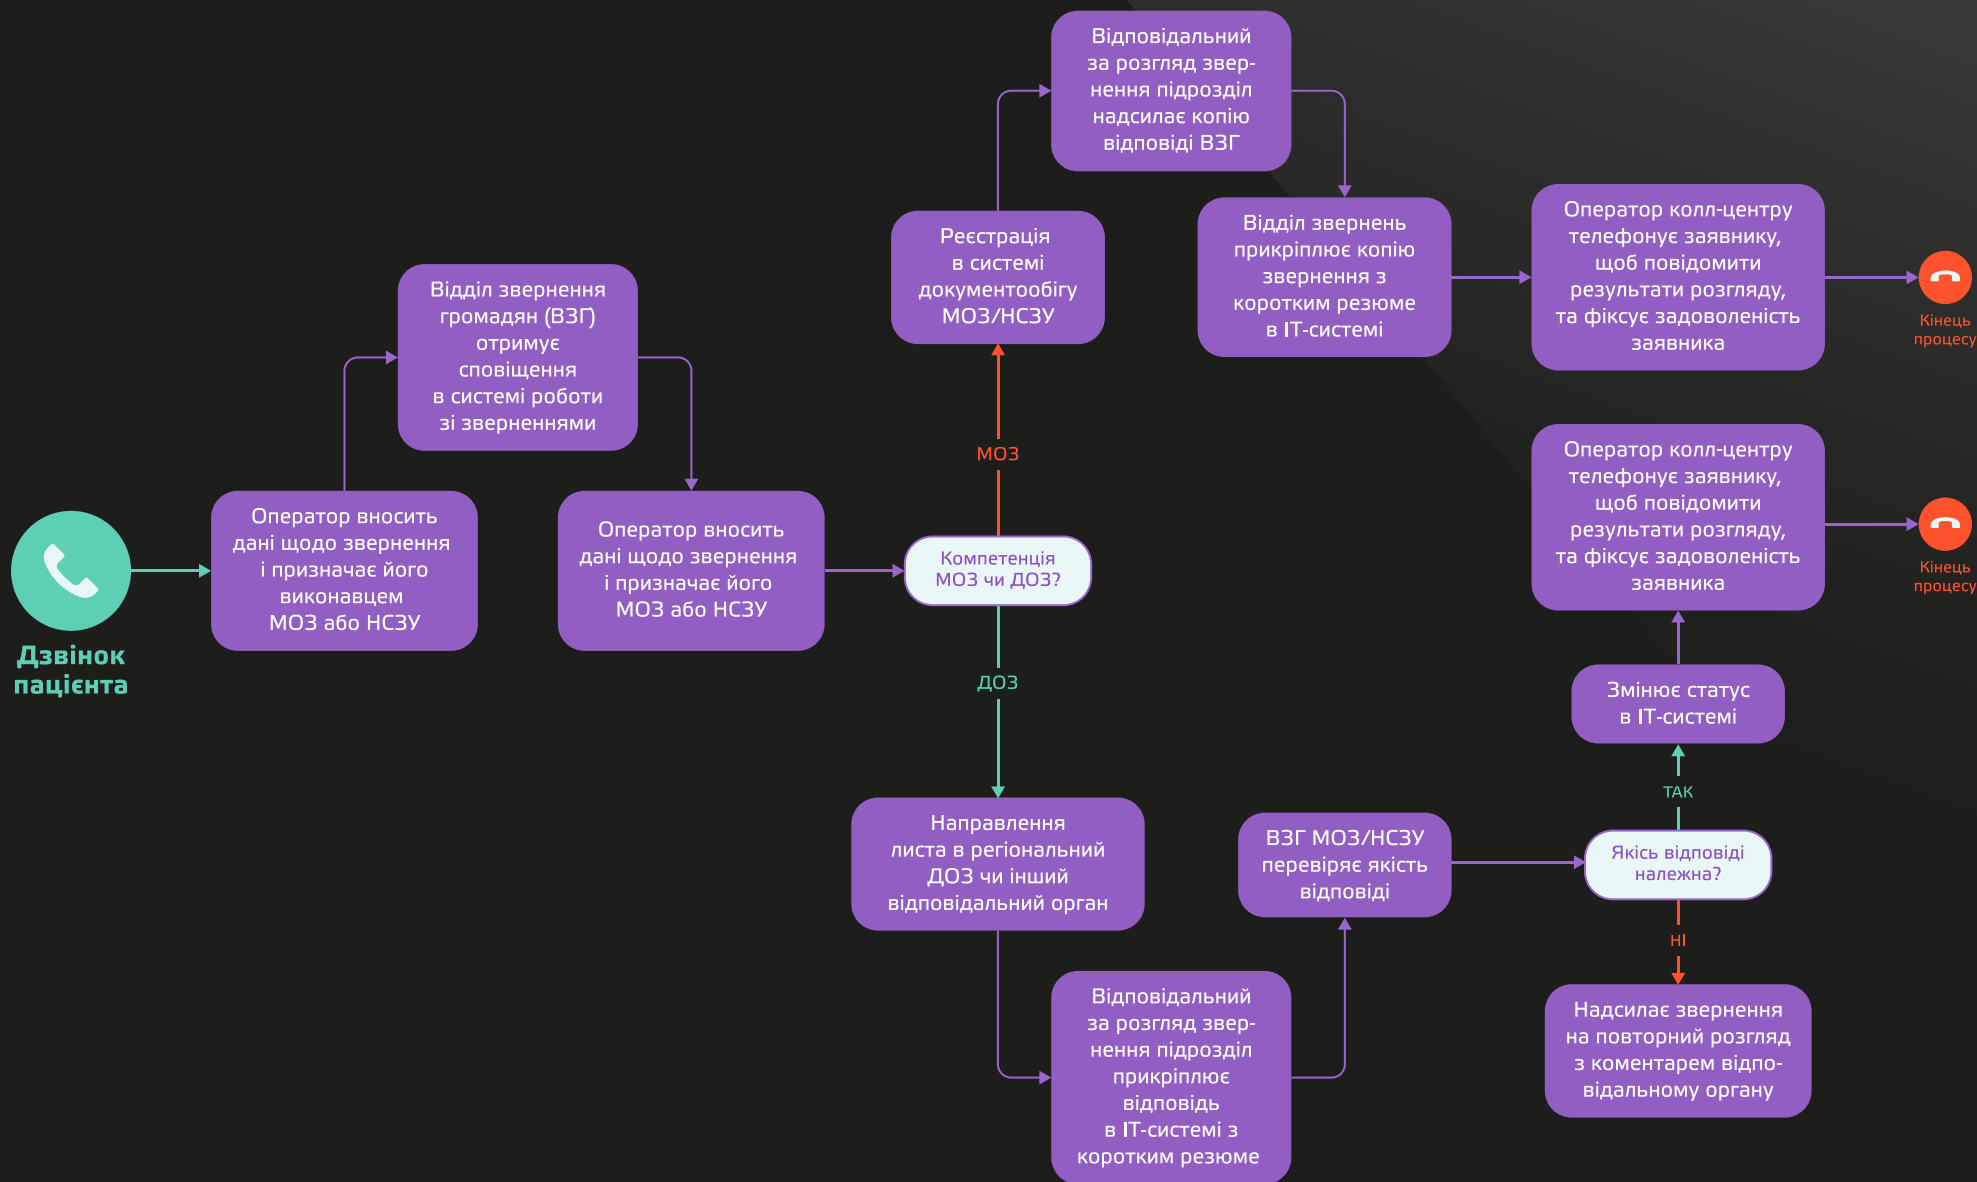 Дзвінок
пацієнта
Оператор вносить
дані щодо звернення
і призначає його
виконавцем
МОЗ або НСЗУ
Відділ звернення
громадян (ВЗГ)
отримує
сповіщення
в системі роботи
зі зверненнями
Оператор вносить
дані щодо звернення
і призначає його
МОЗ або НСЗУ
Компетенція
МОЗ чи ДОЗ?
МОЗ
Реєстрація
в системі
документообігу
МОЗ/НСЗУ
Відповідальний
за розгляд звер-
нення підрозділ
надсилає копію
відповіді ВЗГ
Відділ звернень
прикріплює копію
звернення з
коротким резюме
в ІТ-системі
Оператор колл-центру
телефонує заявнику,
щоб повідомити
результати розгляду,
та фіксує задоволеність
заявника
Кінець
процесу
ДОЗ
Направлення
листа в регіональний
ДОЗ чи інший
відповідальний орган
Відповідальний
за розгляд звер-
нення підрозділ
прикріплює
відповідь
в ІТ-системі з
коротким резюме
ВЗГ МОЗ/НСЗУ
перевіряє якість
відповіді
Якісь відповіді
належна?
ТАК
Змінює статус
в ІТ-системі
Оператор колл-центру
телефонує заявнику,
щоб повідомити
результати розгляду,
та фіксує задоволеність
заявника
Кінець
процесу
НІ
Надсилає звернення
на повторний розгляд
з коментарем відпо-
відальному органу